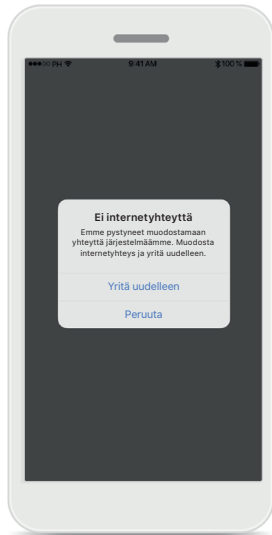 PH 9:41 AM 100 %
Ei internetyhteyttä
Emme pystyneet muodostamaan
yhteyttä järjestelmäämme. Muodosta
internetyhteys ja yritä uudelleen.
Yritä uudelleen
Peruuta